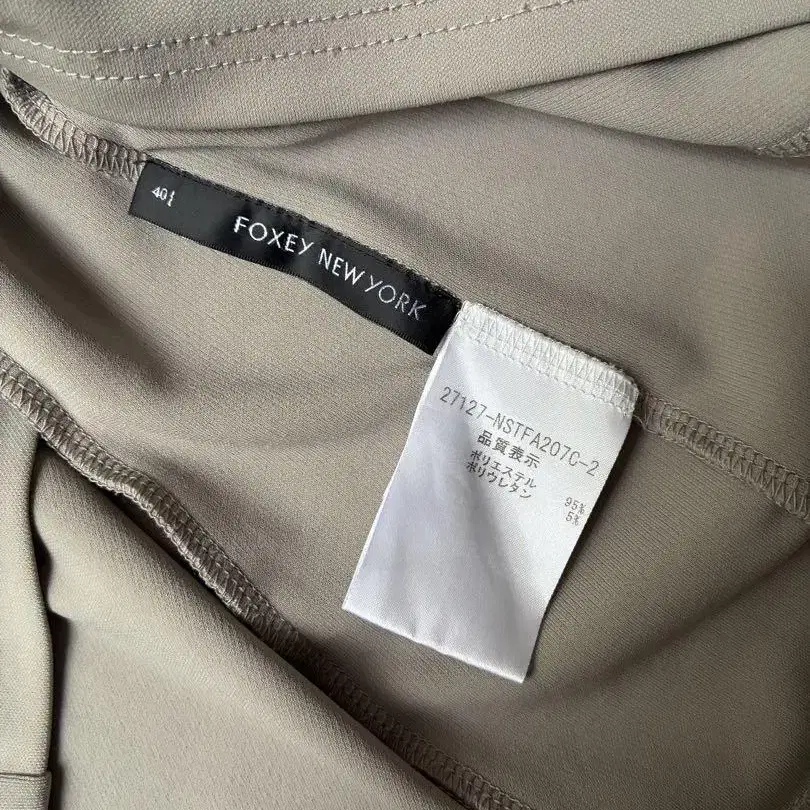 40
FOXEY NEW YORK
27127-NSTFA207C-2
品質表示
ポリエステル 95%
ポリウレタン 5%